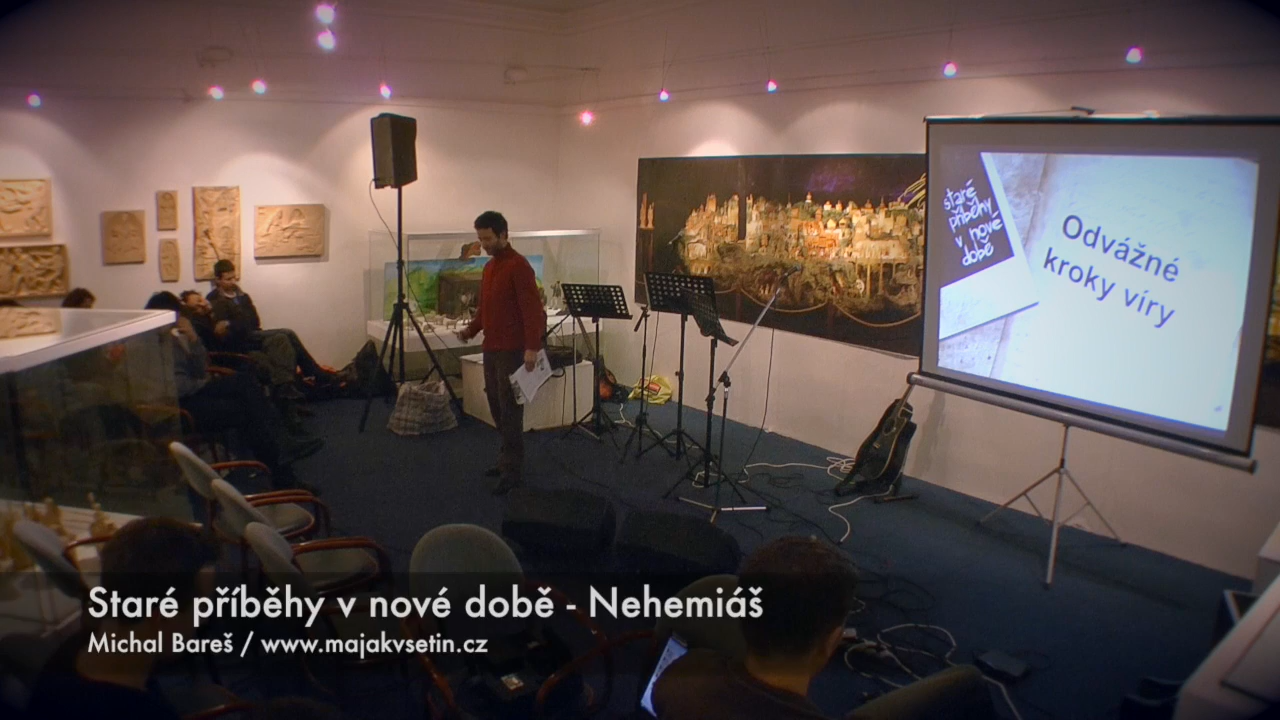 staré
příběhy
v nové
době
Odvážné
kroky víry
Staré příběhy v nové době - Nehemiáš
Michal Bareš / www.majakvsetin.cz